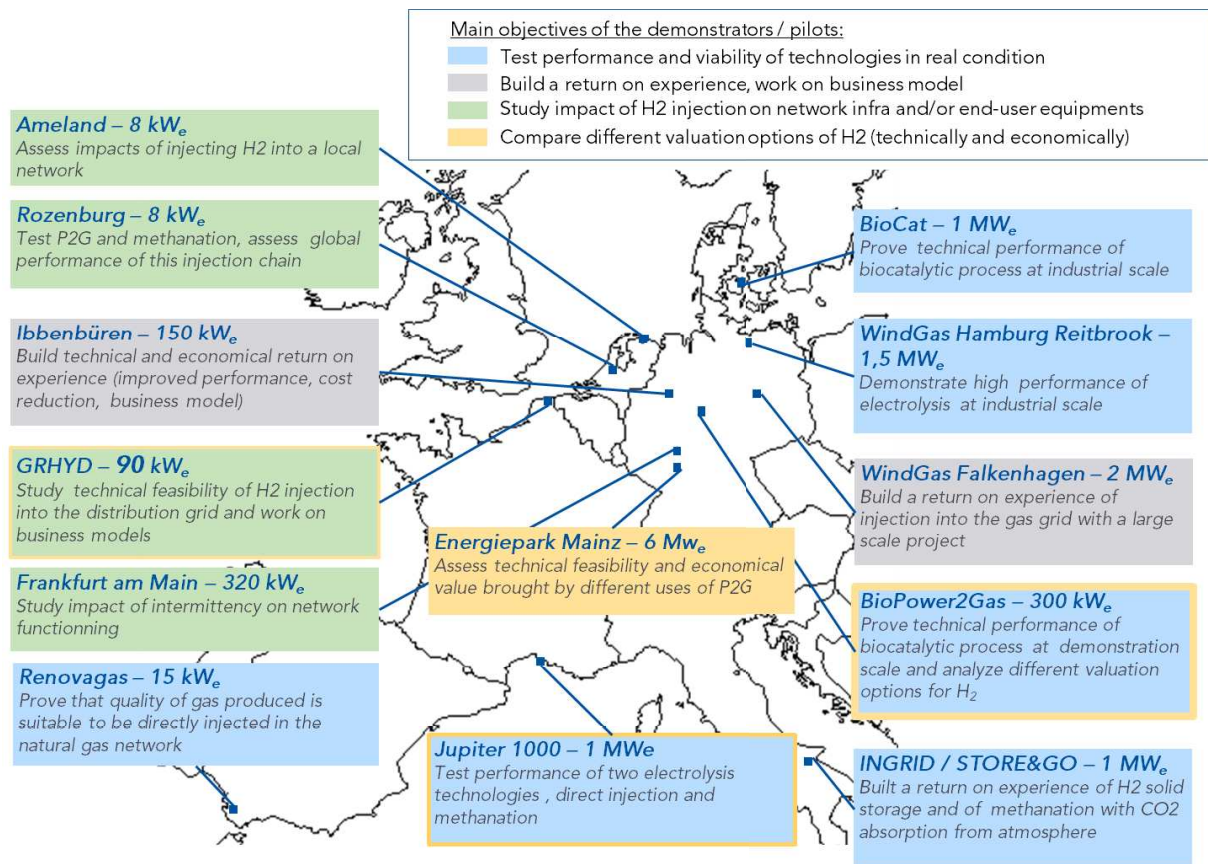 Main objectives of the demonstrators / pilots:
Test performance and viability of technologies in real condition
Build a return on experience, work on business model
Study impact of H2 injection on network infra and/or end-user equipments
Compare different valuation options of H2 (technically and economically)
Ameland – 8 kWe
Assess impacts of injecting H2 into a local
network
Rozenburg – 8 kWe
Test P2G and methanation, assess global
performance of this injection chain
Ibbenbüren – 150 kWe
Build technical and economical return on
experience (improved performance, cost
reduction, business model)
GRHYD – 90 kWe
Study technical feasibility of H2 injection
into the distribution grid and work on
business models
Frankfurt am Main – 320 kWe
Study impact of intermittency on network
functionning
Renovagas – 15 kWe
Prove that quality of gas produced is
suitable to be directly injected in the
natural gas network
Energiepark Mainz – 6 Mwe
Assess technical feasibility and economical
value brought by different uses of P2G
Jupiter 1000 – 1 MWe
Test performance of two electrolysis
technologies , direct injection and
methanation
BioCat – 1 MWe
Prove technical performance of
biocatalytic process at industrial scale
WindGas Hamburg Reitbrook –
1,5 MWe
Demonstrate high performance of
electrolysis at industrial scale
WindGas Falkenhagen – 2 MWe
Build a return on experience of
injection into the gas grid with a large
scale project
BioPower2Gas – 300 kWe
Prove technical performance of
biocatalytic process at demonstration
scale and analyze different valuation
options for H2
INGRID / STORE&GO – 1 MWe
Built a return on experience of H2 solid
storage and of methanation with CO2
absorption from atmosphere